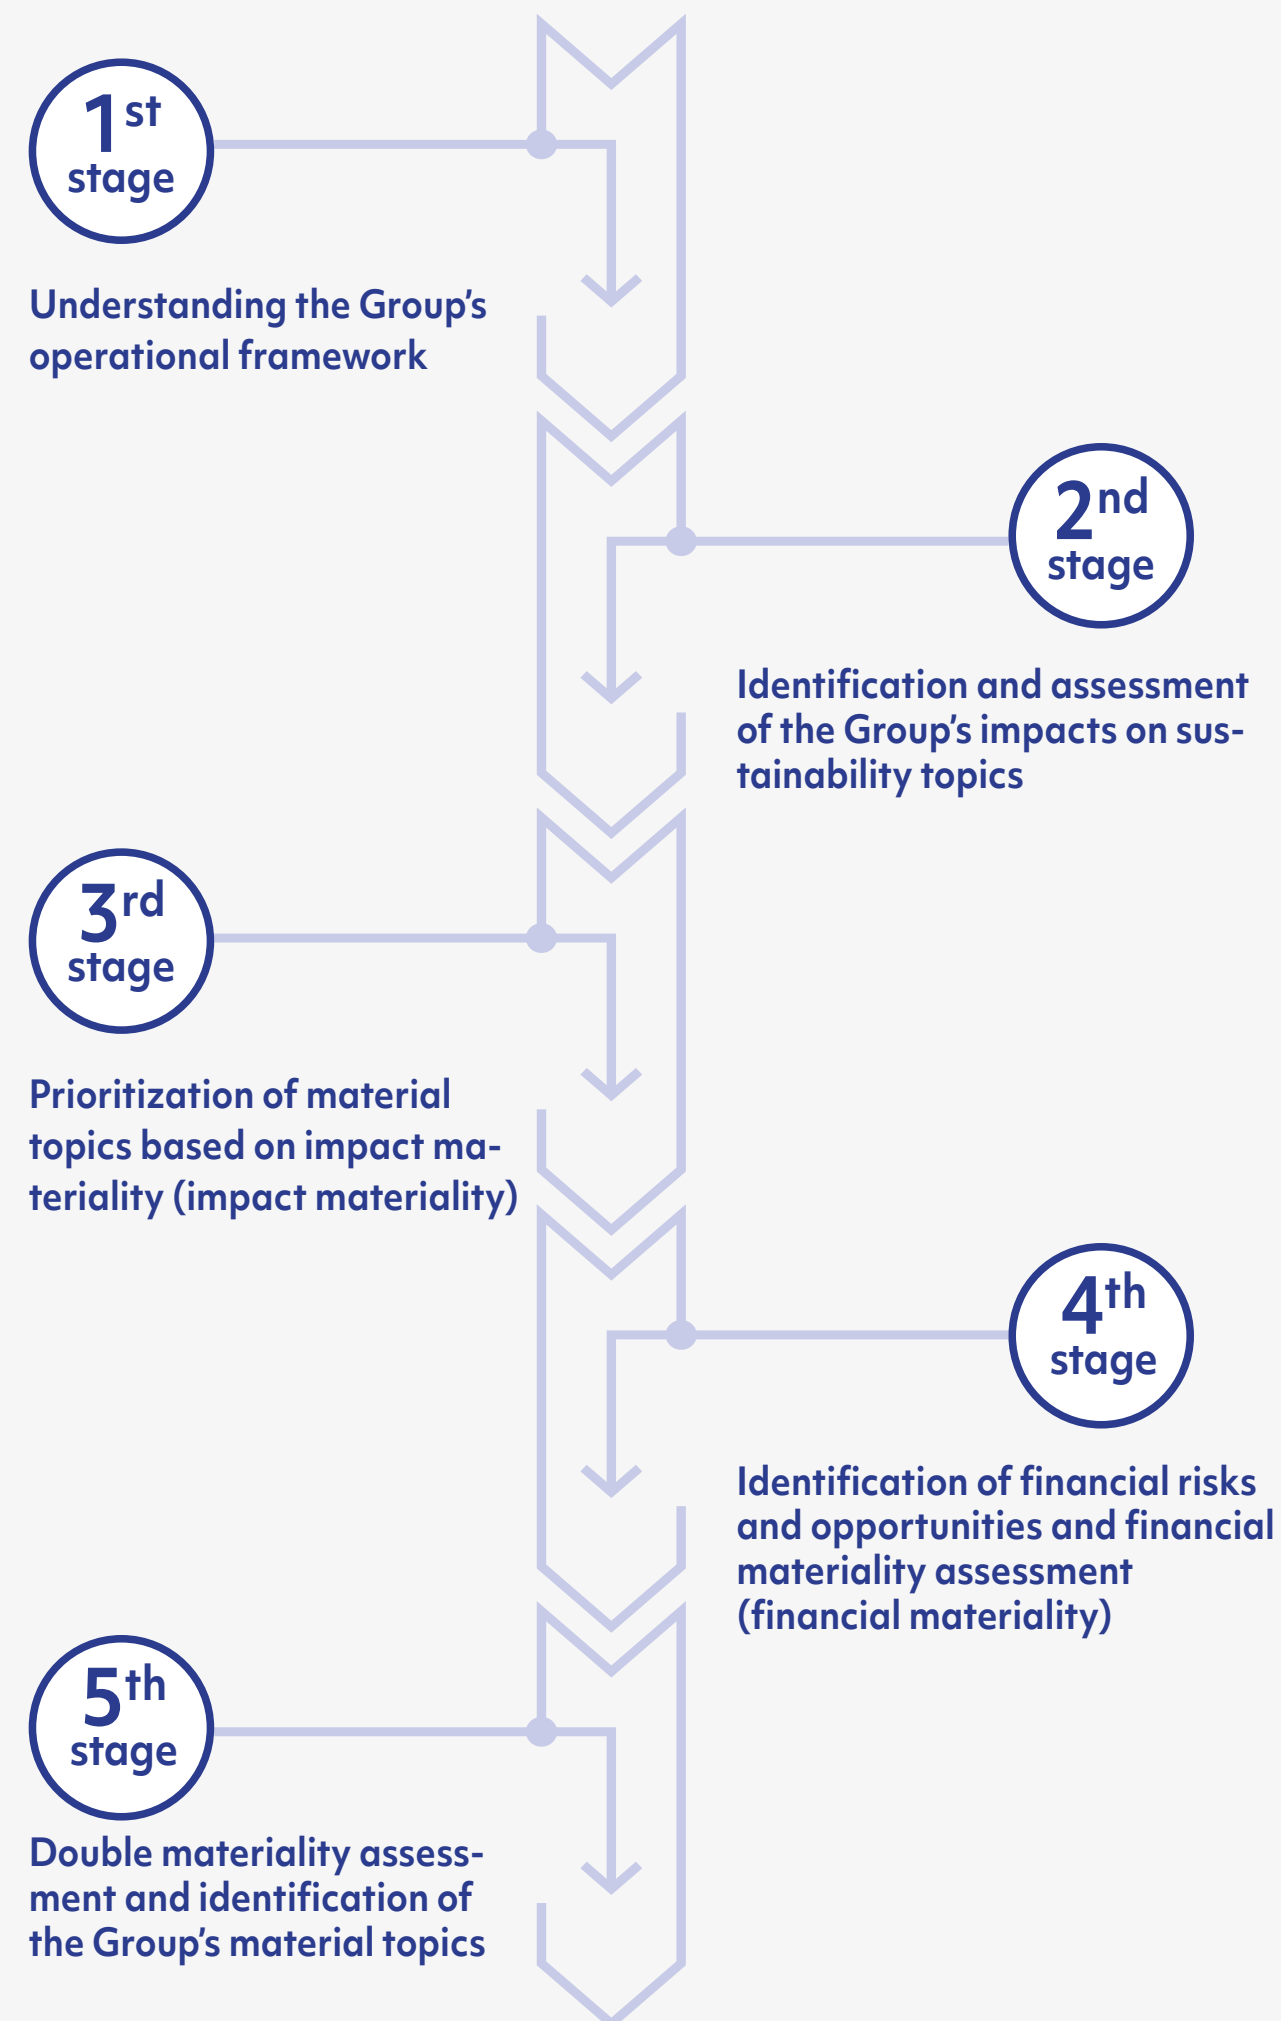 1st
stage
Understanding the Group’s
operational framework
2nd
stage
Identification and assessment
of the Group’s impacts on sus-
tainability topics
3rd
stage
Prioritization of material
topics based on impact ma-
teriality (impact materiality)
4th
stage
Identification of financial risks
and opportunities and financial
materiality assessment
(financial materiality)
5th
stage
Double materiality assess-
ment and identification of
the Group’s material topics